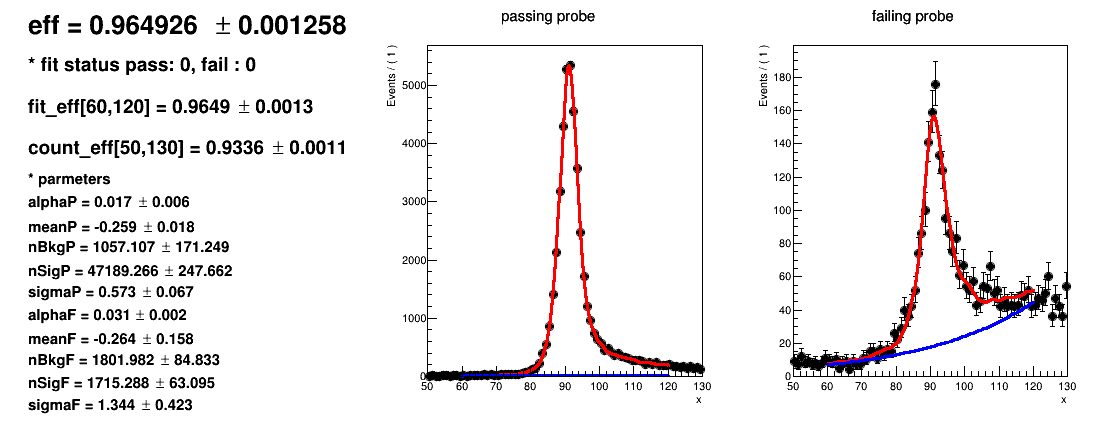 eff = 0.964926 ± 0.001258
* fit status pass: 0, fail : 0
fit_eff[60,120] = 0.9649 ± 0.0013
count_eff[50,130] = 0.9336 ± 0.0011
* parmeters
alphaP = 0.017 ± 0.006
meanP = -0.259 ± 0.018
nBkgP = 1057.107 ± 171.249
nSigP = 47189.266 ± 247.662
sigmaP = 0.573 ± 0.067
alphaF = 0.031 ± 0.002
meanF = -0.264 ± 0.158
nBkgF = 1801.982 ± 84.833
nSigF = 1715.288 ± 63.095
sigmaF = 1.344 ± 0.423
passing probe
Events / ( 1 )
5000
4000
3000
2000
1000
0
50 60 70 80 90 100 110 120 130
x
failing probe
Events / ( 1 )
180
160
140
120
100
80
60
40
20
0
50 60 70 80 90 100 110 120 130
x